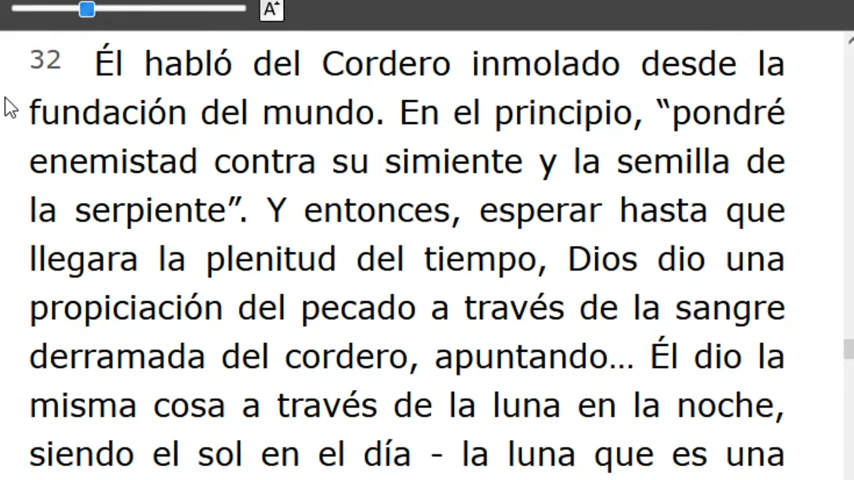 A
32 Él habló del Cordero inmolado desde la
fundación del mundo. En el principio, “pondré
enemistad contra su simiente y la semilla de
la serpiente”. Y entonces, esperar hasta que
llegara la plenitud del tiempo, Dios dio una
propiciación del pecado a través de la sangre
derramada del cordero, apuntando... Él dio la
misma cosa a través de la luna en la noche,
siendo el sol en el día - la luna que es una